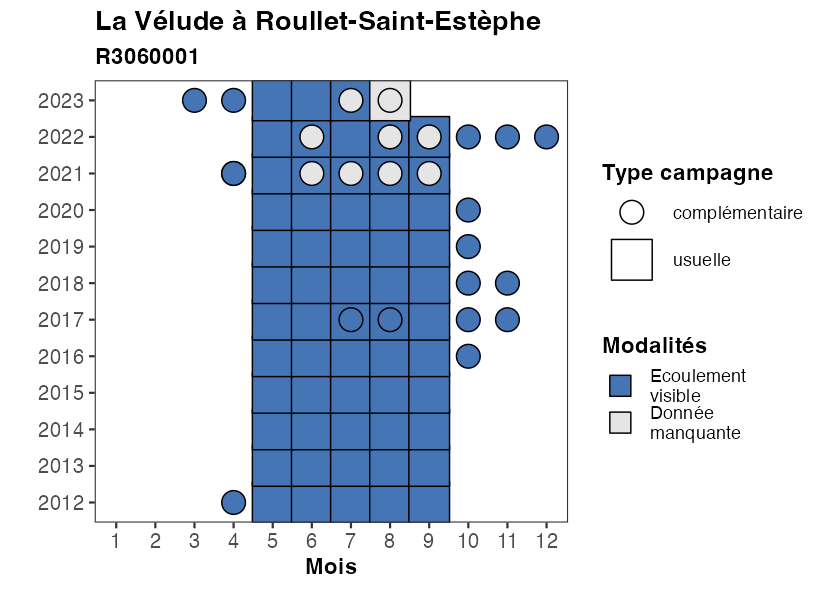 La Vélude à Roullet-Saint-Estèphe
R3060001
2023
2022
2021
2020
2019
2018
2017
2016
2015
2014
2013
2012
1 2 3 4 5 6 7 8 9 10 11 12
Mois
Type campagne
complémentaire
usuelle
Modalités
Ecoulement
visible
Donnée
manquante